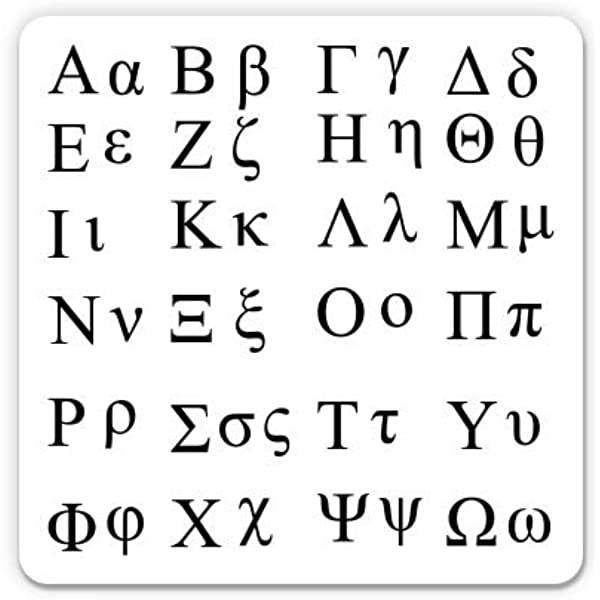 Α α Β β Γ γ Δ δ
Ε ε Ζ ζ Η η Θ θ
Ι ι Κ κ Λ λ Μ μ
Ν ν Ξ ξ Ο ο Π π
Ρ ρ Σ σ ς Τ τ Υ υ
Φ φ Χ χ Ψ ψ Ω ω